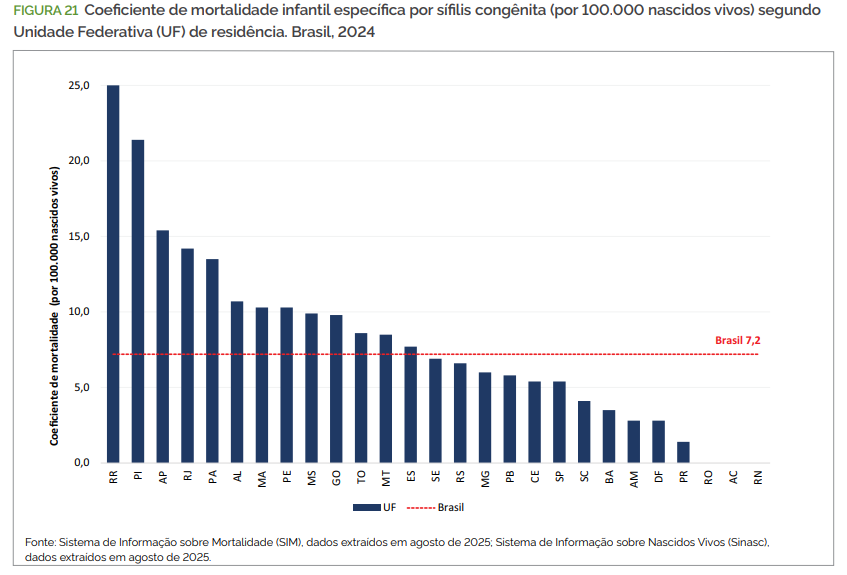 FIGURA 21 Coeficiente de mortalidade infantil específica por sífilis congênita (por 100.000 nascidos vivos) segundo
Unidade Federativa (UF) de residência. Brasil, 2024
Coeficiente de mortalidade (por 100.000 nascidos vivos)
25,0
20,0
15,0
10,0
5,0
0,0
Brasil 7,2
RR PI AP RJ PA AL MA PE MS GO TO MT ES SE RS MG PB CE SP SC BA AM DF PR RO AC RN
UF Brasil
Fonte: Sistema de Informação sobre Mortalidade (SIM), dados extraídos em agosto de 2025; Sistema de Informação sobre Nascidos Vivos (Sinasc),
dados extraídos em agosto de 2025.